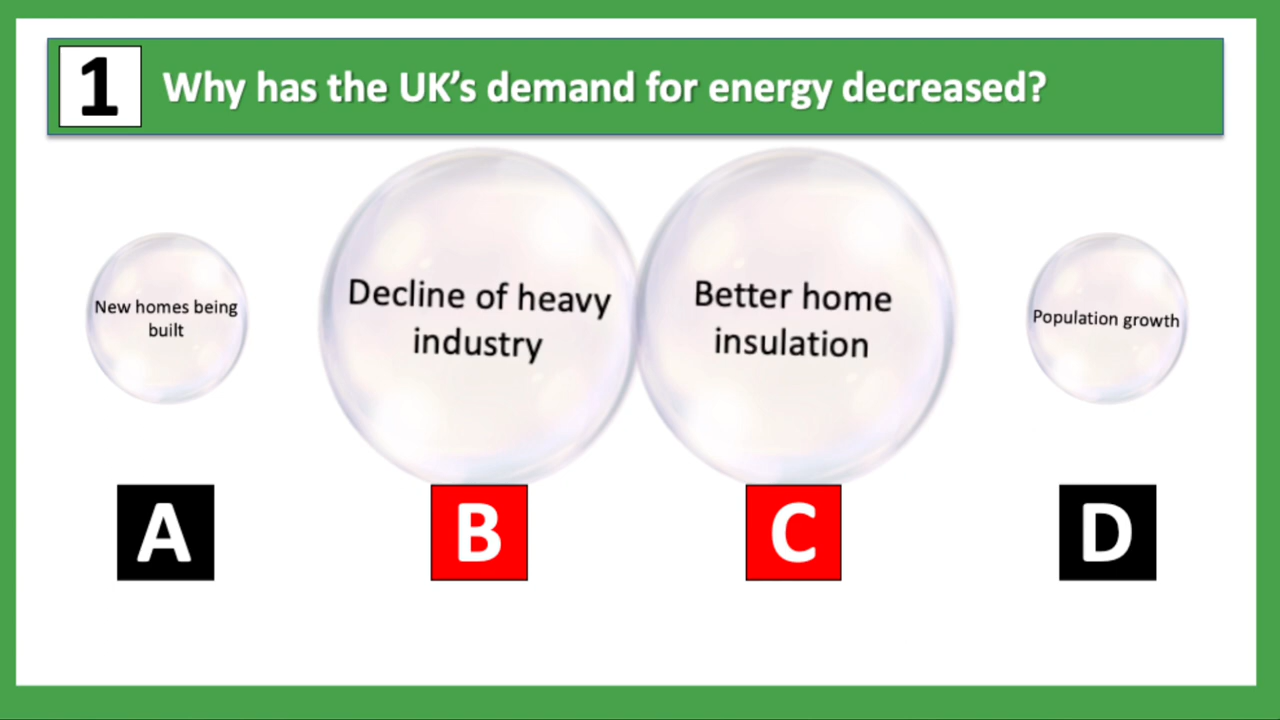 1
Why has the UK’s demand for energy decreased?
New homes being
built
Decline of heavy
industry
Better home
insulation
Population growth
A
B
C
D